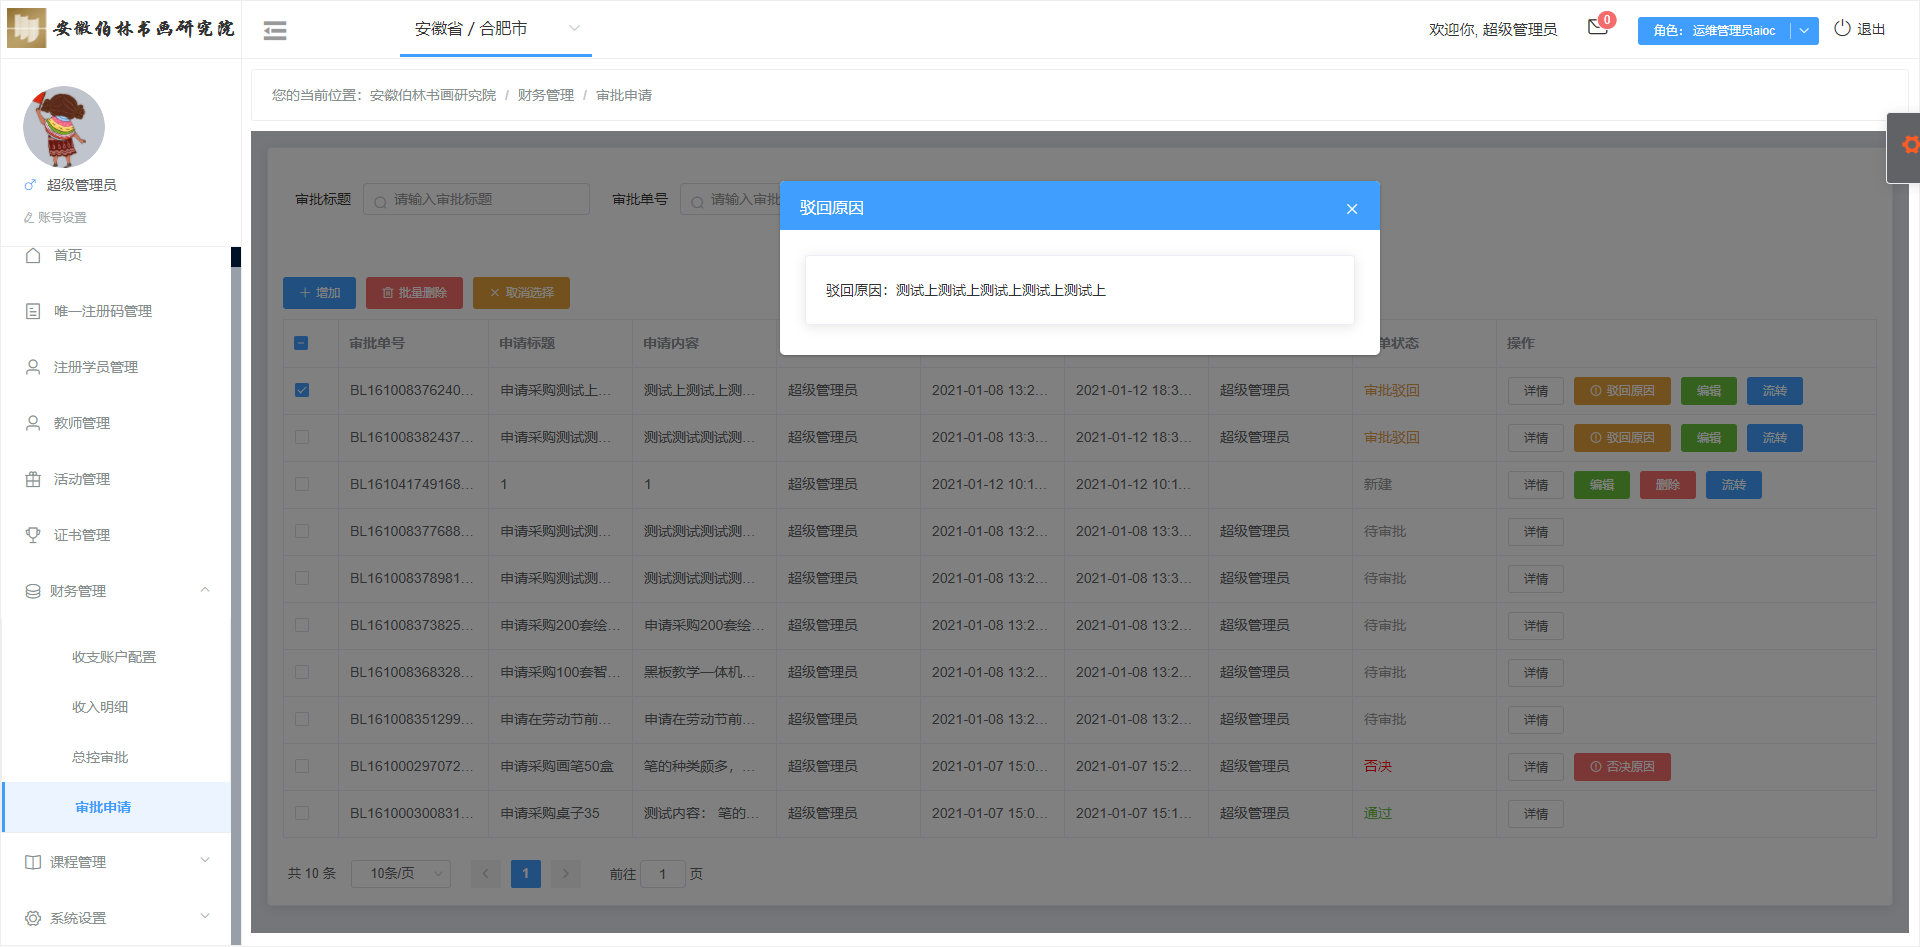 安徽伯林书画研究院
安徽省 / 合肥市
欢迎你, 超级管理员
0
角色： 运维管理员aioc
退出
您的当前位置： 安徽伯林书画研究院 / 财务管理 / 审批申请
超级管理员
账号设置
首页
唯一注册码管理
注册学员管理
教师管理
活动管理
证书管理
财务管理
收支账户配置
收入明细
总控审批
审批申请
课程管理
系统设置
审批标题 请输入审批标题 审批单号 请输入审批
驳回原因
驳回原因：测试上测试上测试上测试上测试上
增加 批量删除 取消选择
审批单号 申请标题 申请内容 单状态 操作
BL161008376240... 申请采购测试上... 测试上测试上测... 超级管理员 2021-01-08 13:2... 2021-01-12 18:3... 超级管理员 审批驳回 详情 驳回原因 编辑 流转
BL161008382437... 申请采购测试测... 测试测试测试测... 超级管理员 2021-01-08 13:3... 2021-01-12 18:3... 超级管理员 审批驳回 详情 驳回原因 编辑 流转
BL161041749168... 1 1 超级管理员 2021-01-12 10:1... 2021-01-12 10:1... 新建 详情 编辑 删除 流转
BL161008377688... 申请采购测试测... 测试测试测试测... 超级管理员 2021-01-08 13:2... 2021-01-08 13:3... 超级管理员 待审批 详情
BL161008378981... 申请采购测试测... 测试测试测试测... 超级管理员 2021-01-08 13:2... 2021-01-08 13:3... 超级管理员 待审批 详情
BL161008373825... 申请采购200套绘... 申请采购200套绘... 超级管理员 2021-01-08 13:2... 2021-01-08 13:2... 超级管理员 待审批 详情
BL161008368328... 申请采购100套智... 黑板教学一体机... 超级管理员 2021-01-08 13:2... 2021-01-08 13:2... 超级管理员 待审批 详情
BL161008351299... 申请在劳动节前... 申请在劳动节前... 超级管理员 2021-01-08 13:2... 2021-01-08 13:2... 超级管理员 待审批 详情
BL161000297072... 申请采购画笔50盒 笔的种类颇多，... 超级管理员 2021-01-07 15:0... 2021-01-07 15:2... 超级管理员 否决 详情 否决原因
BL161000300831... 申请采购桌子35 测试内容： 笔的... 超级管理员 2021-01-07 15:0... 2021-01-07 15:1... 超级管理员 通过 详情
共 10 条 10条/页 1 前往 1 页